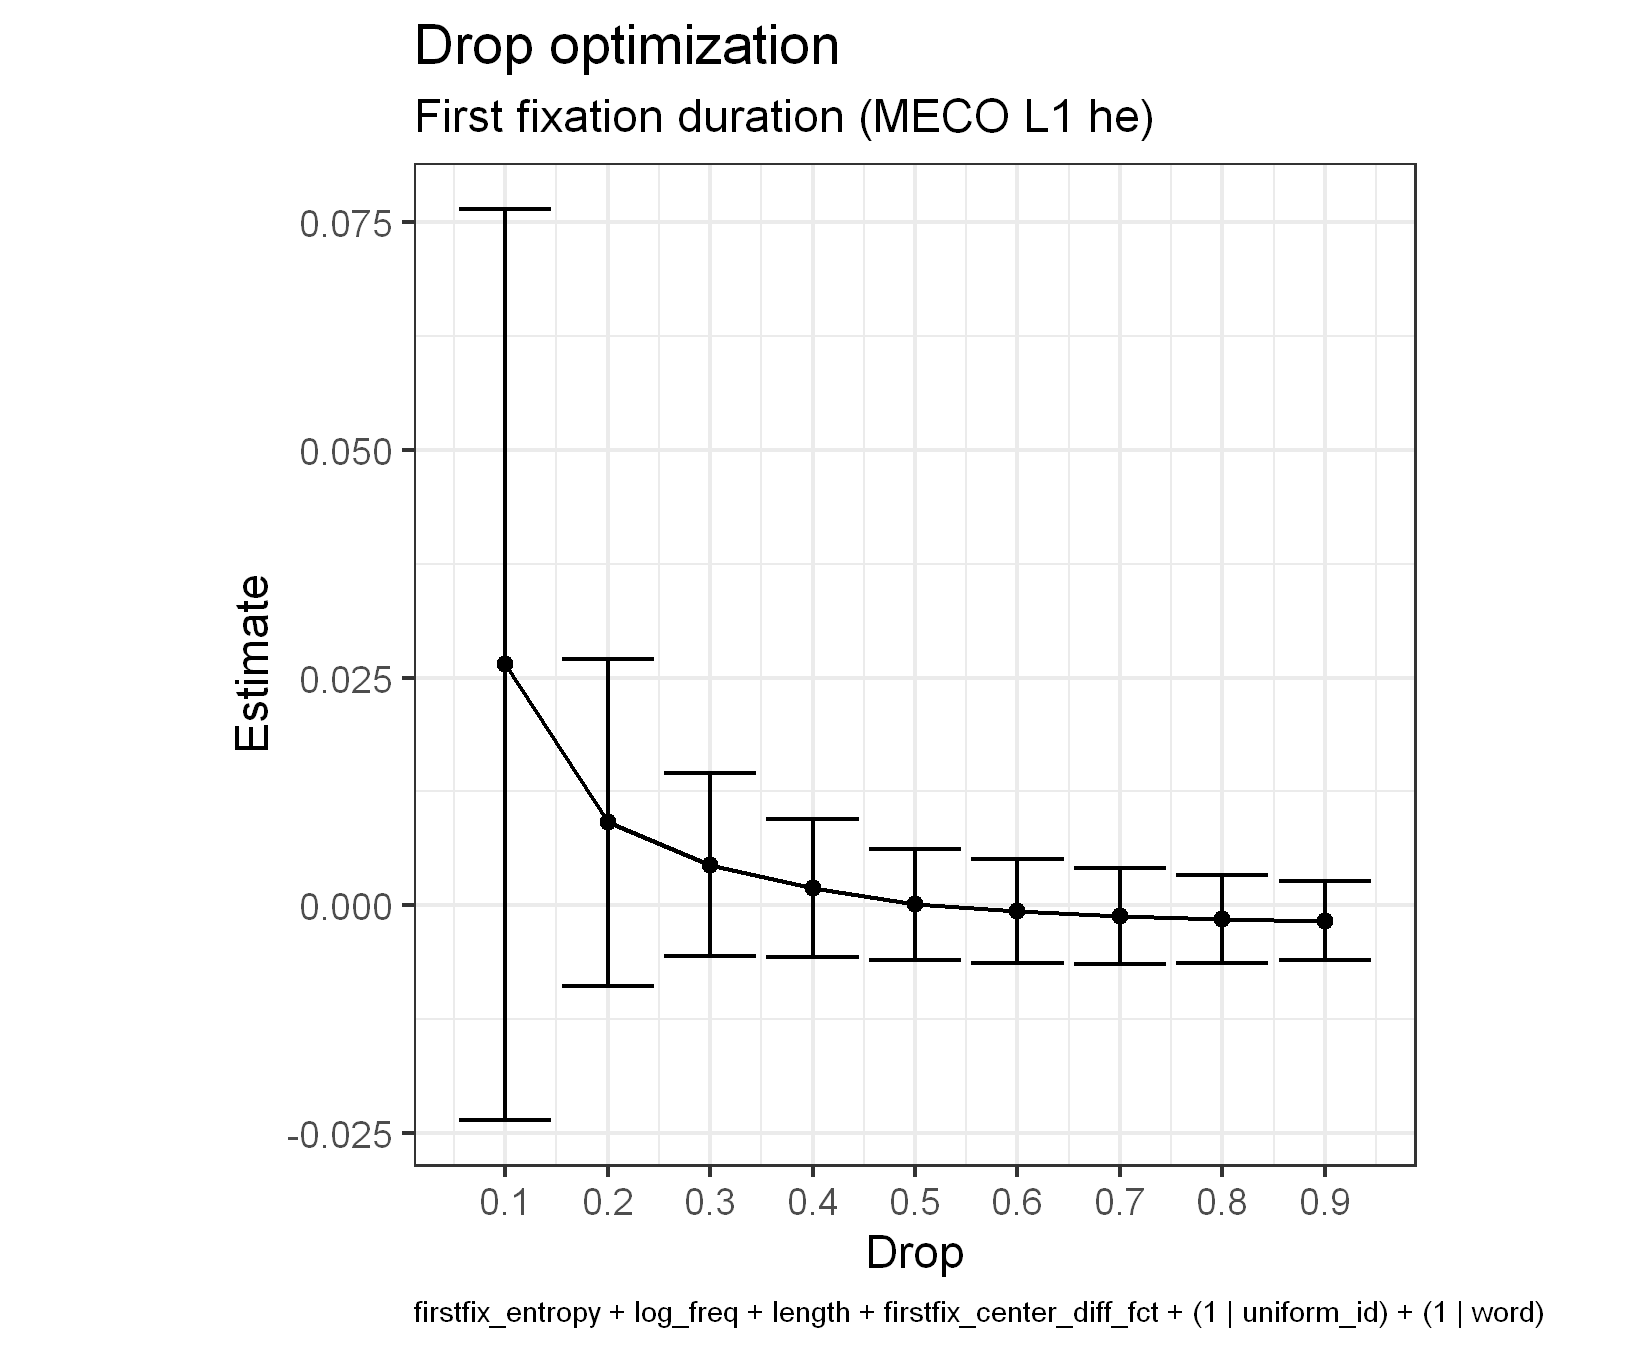 Drop optimization
First fixation duration (MECO L1 he)
Estimate
0.075
0.050
0.025
0.000
-0.025
0.1 0.2 0.3 0.4 0.5 0.6 0.7 0.8 0.9
Drop
firstfix_entropy + log_freq + length + firstfix_center_diff_fct + (1 | uniform_id) + (1 | word)